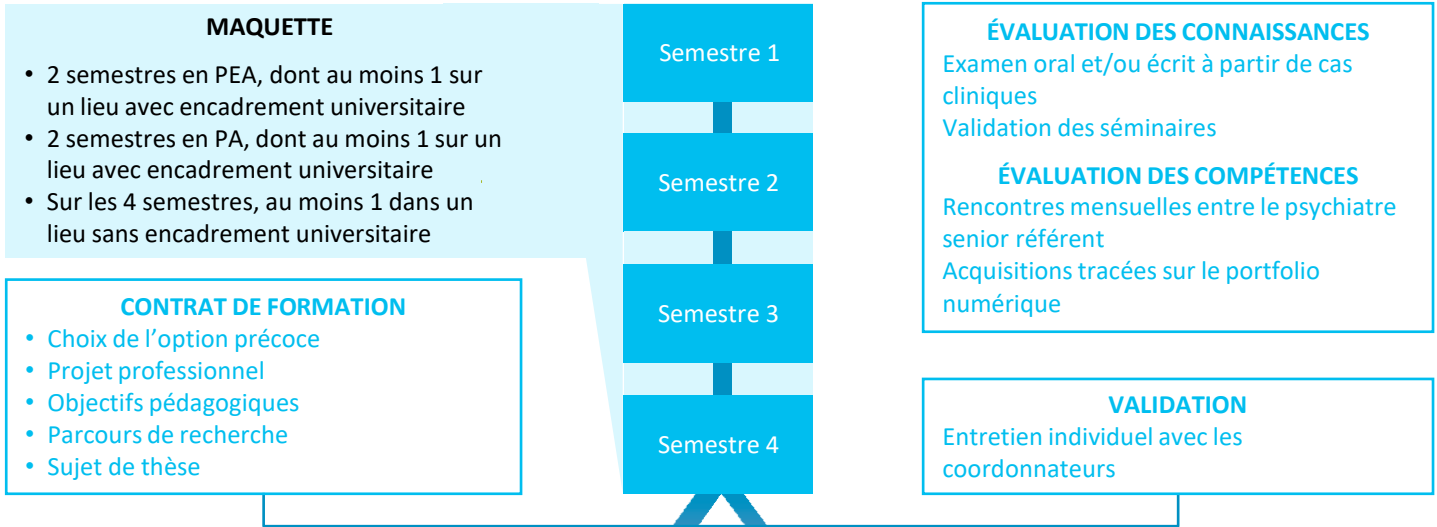 MAQUETTE
• 2 semestres en PEA, dont au moins 1 sur
un lieu avec encadrement universitaire
• 2 semestres en PA, dont au moins 1 sur un
lieu avec encadrement universitaire
• Sur les 4 semestres, au moins 1 dans un
lieu sans encadrement universitaire
CONTRAT DE FORMATION
• Choix de l’option précoce
• Projet professionnel
• Objectifs pédagogiques
• Parcours de recherche
• Sujet de thèse
Semestre 1
Semestre 2
Semestre 3
Semestre 4
ÉVALUATION DES CONNAISSANCES
Examen oral et/ou écrit à partir de cas
cliniques
Validation des séminaires
ÉVALUATION DES COMPÉTENCES
Rencontres mensuelles entre le psychiatre
senior référent
Acquisitions tracées sur le portfolio
numérique
VALIDATION
Entretien individuel avec les
coordonnateurs